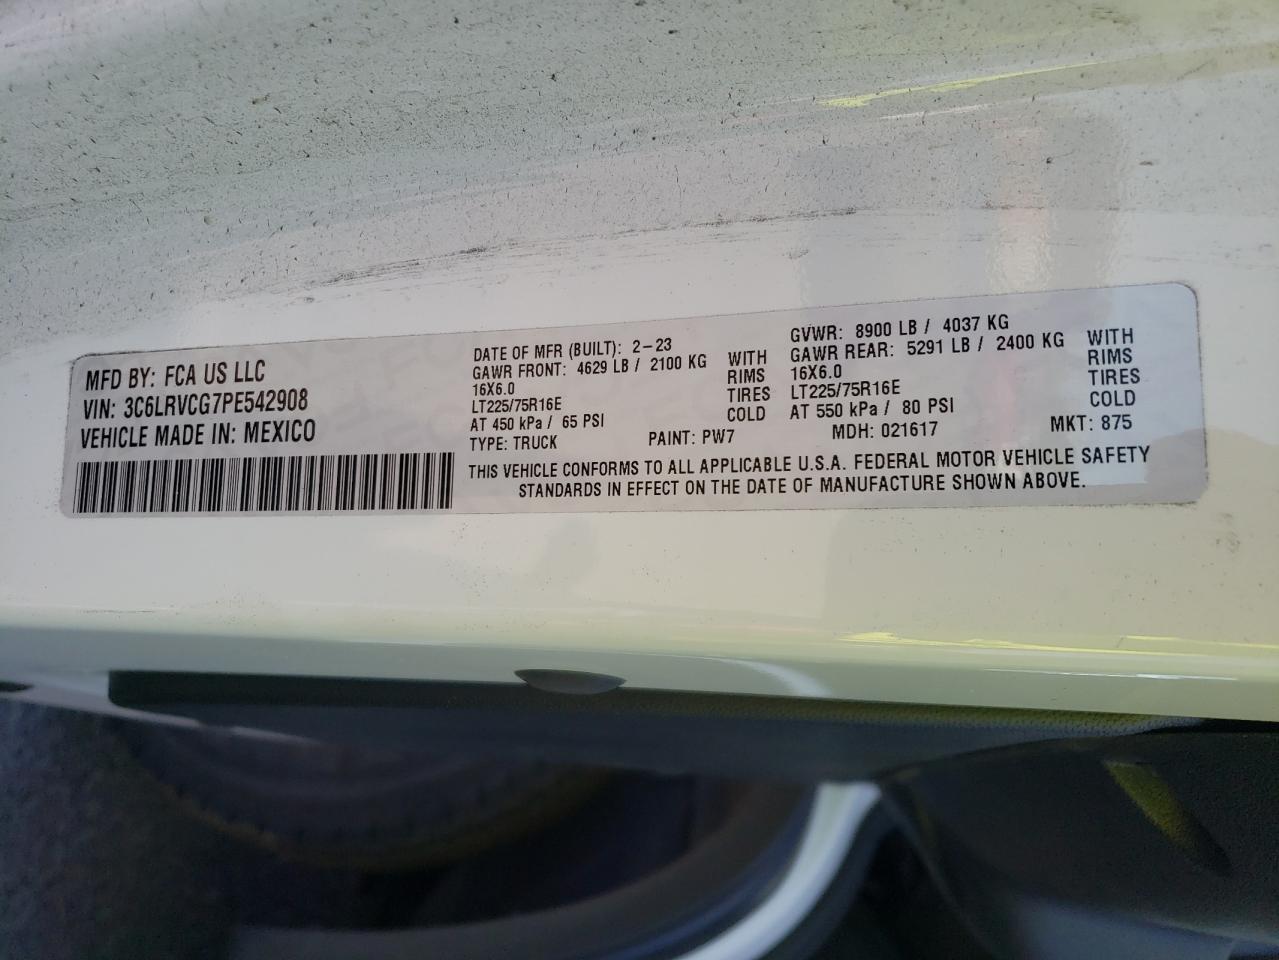 MFD BY: FCA US LLC
VIN: 3C6LRVCG7PE542908
VEHICLE MADE IN: MEXICO
DATE OF MFR (BUILT): 2-23
GAWR FRONT: 4629 LB / 2100 KG WITH
16X6.0 RIMS
LT225/75R16E TIRES
AT 450 kPa / 65 PSI COLD
TYPE: TRUCK
GVWR: 8900 LB / 4037 KG
GAWR REAR: 5291 LB / 2400 KG WITH
16X6.0 RIMS
LT225/75R16E TIRES
AT 550 kPa / 80 PSI COLD
PAINT: PW7 MDH: 021617 MKT: 875
THIS VEHICLE CONFORMS TO ALL APPLICABLE U.S.A. FEDERAL MOTOR VEHICLE SAFETY
STANDARDS IN EFFECT ON THE DATE OF MANUFACTURE SHOWN ABOVE.